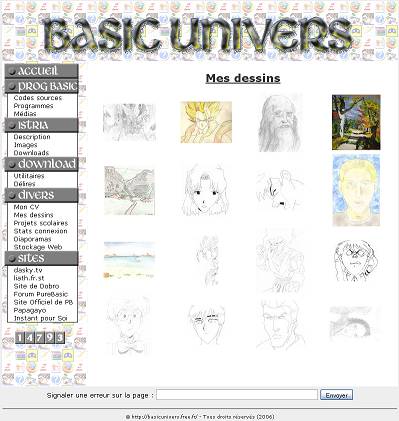 BASIC UNIVERS
ACCUEIL
PROG BASIC
Codes sources
Programmes
Médias
ISTRIA
Description
Images
Downloads
DOWNLOAD
Utilitaires
Délires
DIVERS
Mon CV
Mes dessins
Projets scolaires
Stats connexion
Diaporamas
Stockage Web
SITES
dasky.tv
liath.fr.st
Site de Dobro
Forum PureBasic
Site Officiel de PB
Papagayo
Instant pour Soi
14793
Mes dessins
Signaler une erreur sur la page :
Envoyer
© http://basicunivers.free.fr/ - Tous droits réservés (2006)